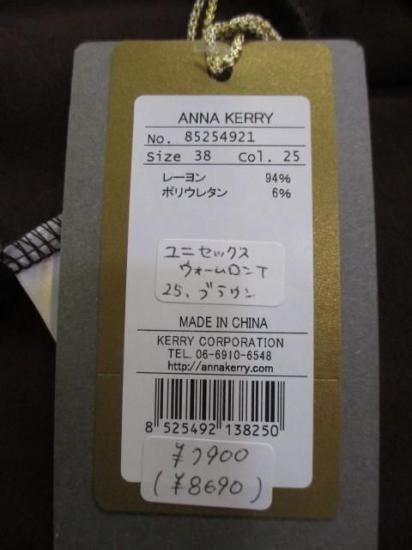 ANNA KERRY
No. 85254921
Size 38 Col. 25
レーヨン 94%
ポリウレタン 6%
ユニセックス
ウォームロンT
25、ブラウン
MADE IN CHINA
KERRY CORPORATION
TEL. 06-6910-6548
http://annakerry.com/
8 525492 138250
¥7900
(¥8690)